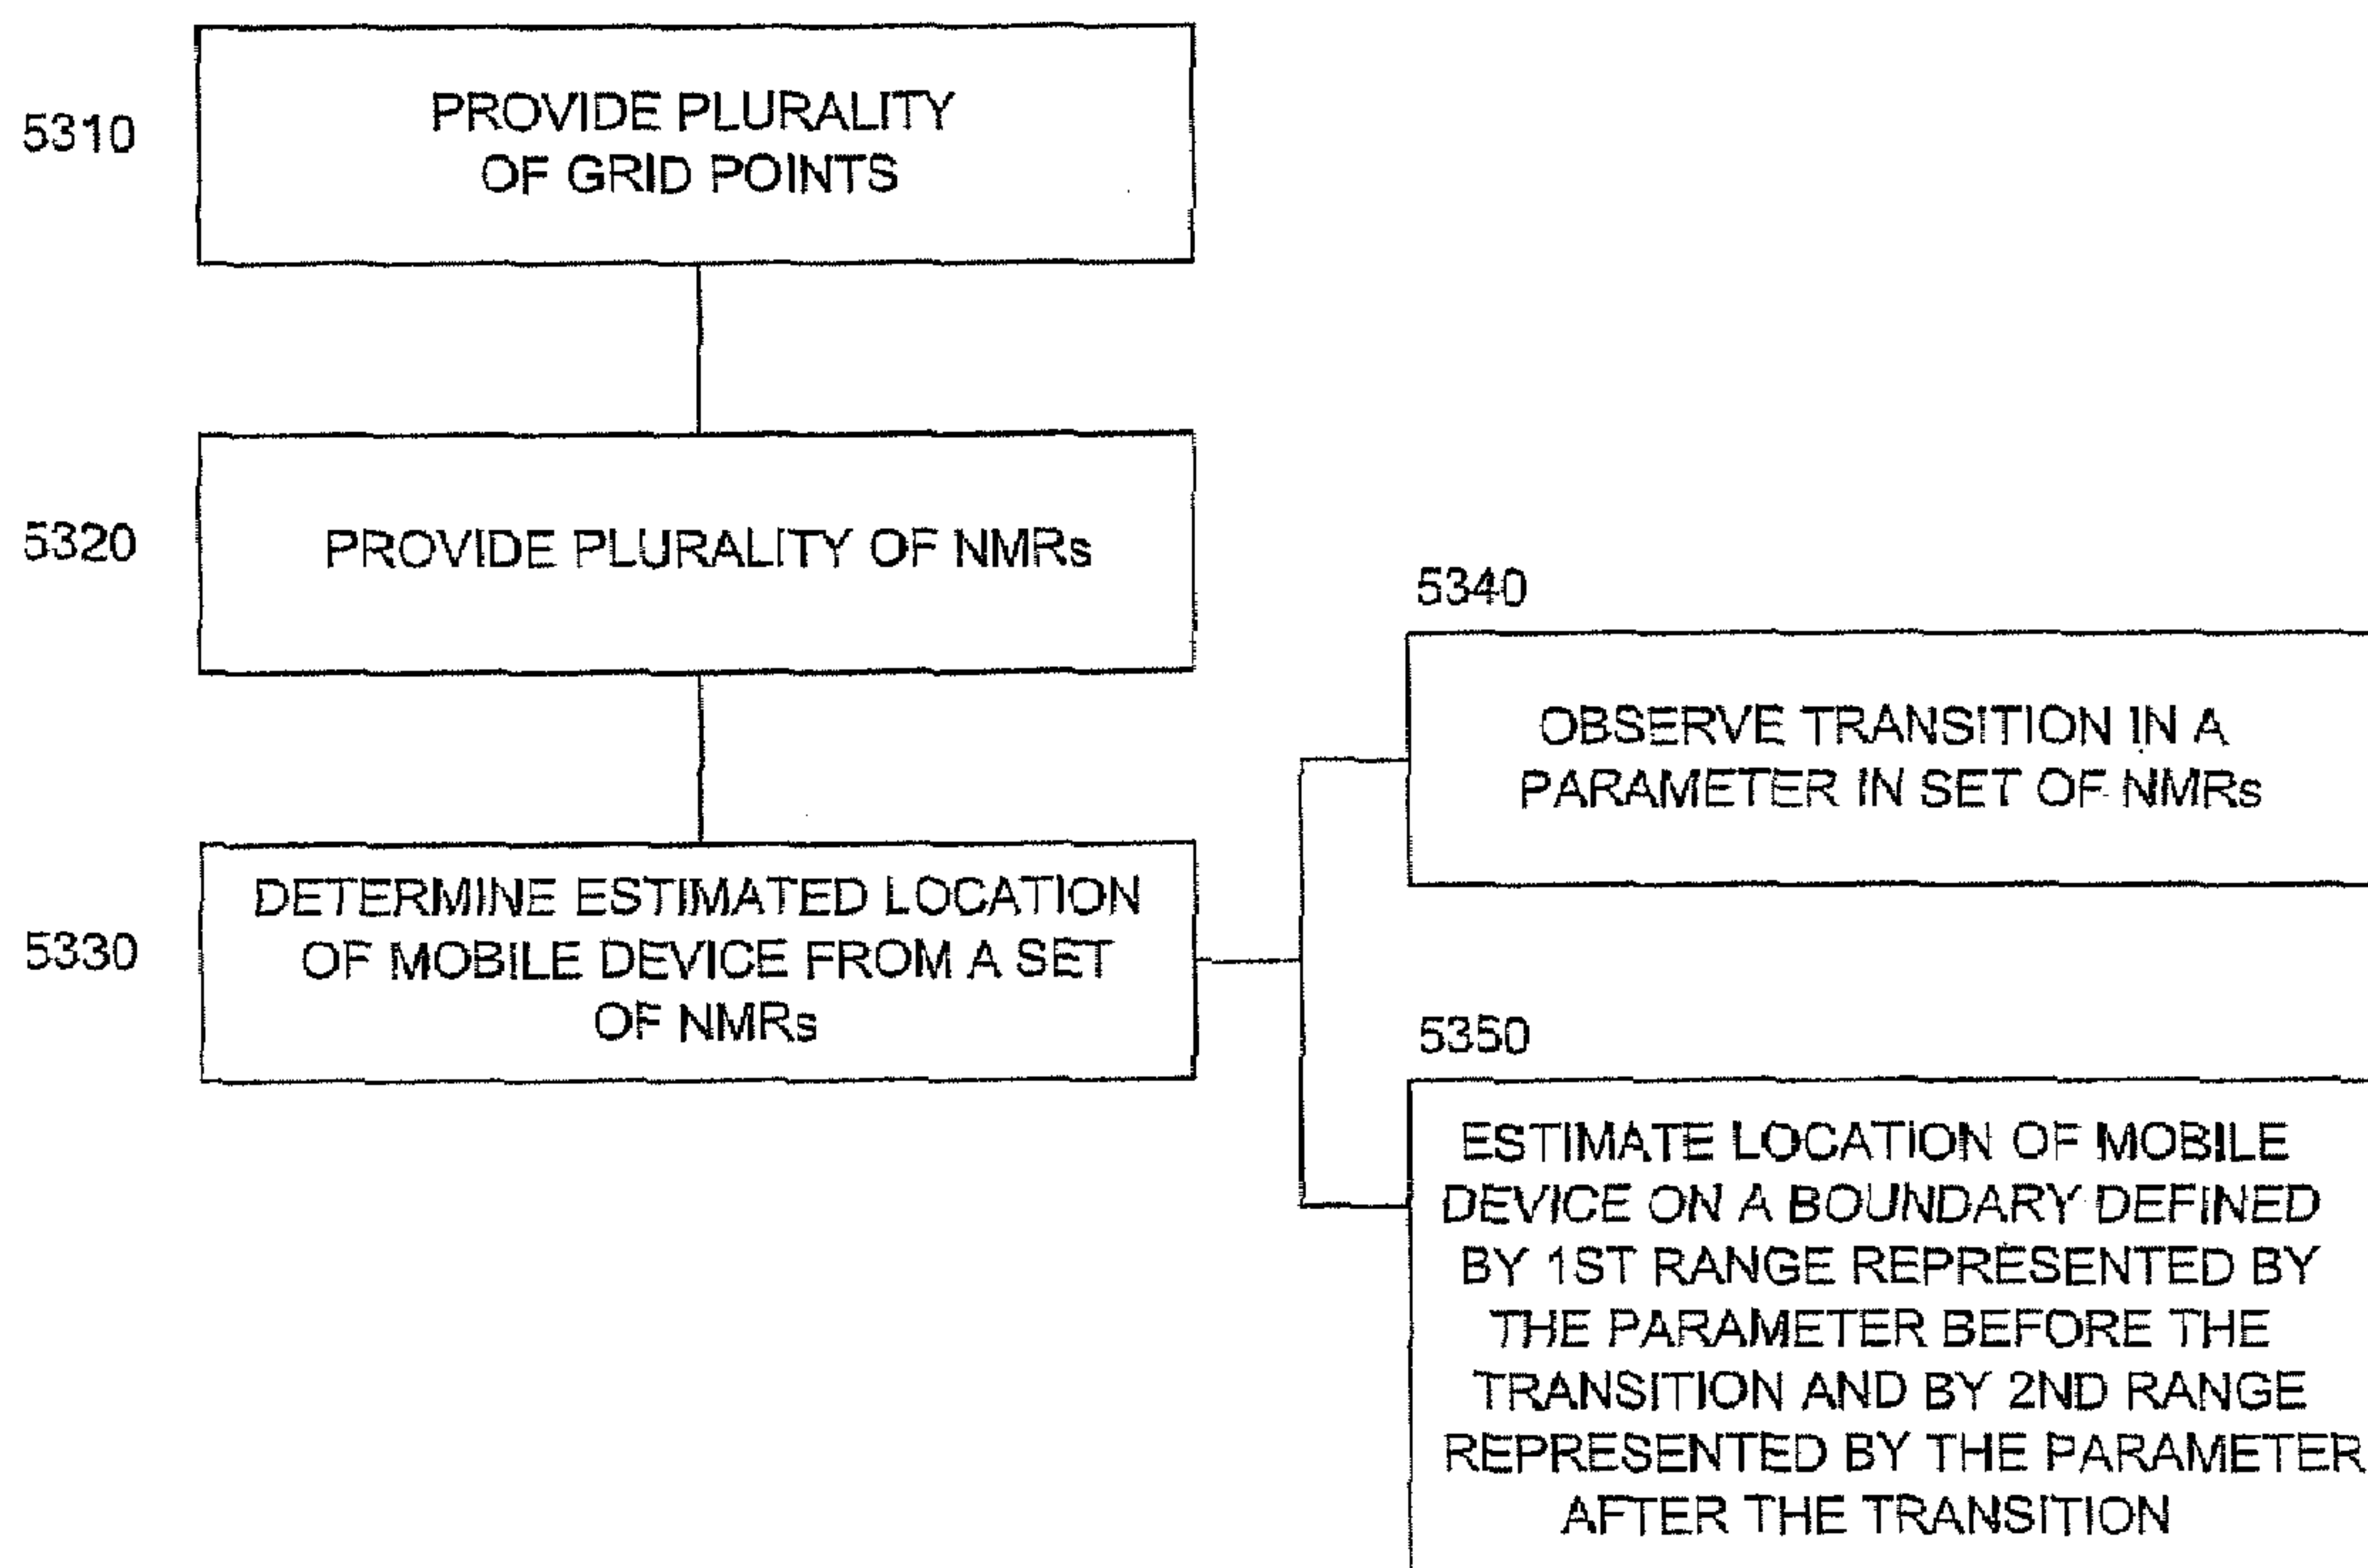 5310
PROVIDE PLURALITY
OF GRID POINTS
5320
PROVIDE PLURALITY OF NMRs
5330
DETERMINE ESTIMATED LOCATION
OF MOBILE DEVICE FROM A SET
OF NMRs
5340
OBSERVE TRANSITION IN A
PARAMETER IN SET OF NMRs
5350
ESTIMATE LOCATION OF MOBILE
DEVICE ON A BOUNDARY DEFINED
BY 1ST RANGE REPRESENTED BY
THE PARAMETER BEFORE THE
TRANSITION AND BY 2ND RANGE
REPRESENTED BY THE PARAMETER
AFTER THE TRANSITION